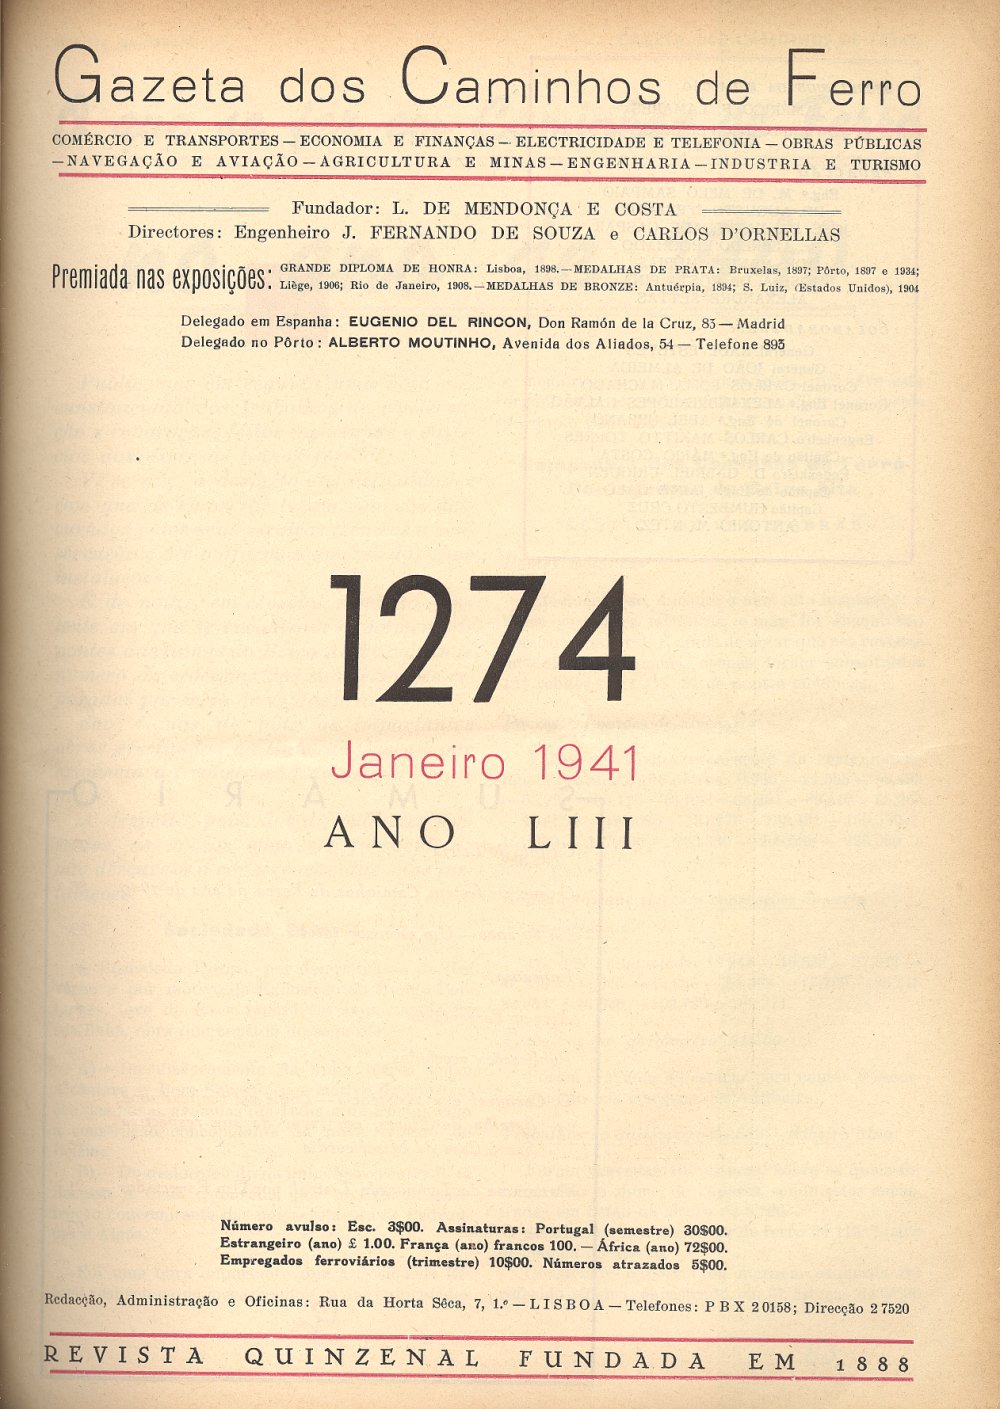 Gazeta dos Caminhos de Ferro
COMÉRCIO E TRANSPORTES — ECONOMIA E FINANÇAS — ELECTRICIDADE E TELEFONIA — OBRAS PÚBLICAS
— NAVEGAÇÃO E AVIAÇÃO — AGRICULTURA E MINAS — ENGENHARIA — INDUSTRIA E TURISMO
Fundador: L. DE MENDONÇA E COSTA
Directores: Engenheiro J. FERNANDO DE SOUZA e CARLOS D'ORNELLAS
Premiada nas exposições: GRANDE DIPLOMA DE HONRA: Lisboa, 1898. — MEDALHAS DE PRATA: Bruxelas, 1897; Pôrto, 1897 e 1934;
Liège, 1906; Rio de Janeiro, 1908. — MEDALHAS DE BRONZE: Antuérpia, 1894; S. Luiz, (Estados Unidos), 1904
Delegado em Espanha: EUGENIO DEL RINCON, Don Ramón de la Cruz, 83 — Madrid
Delegado no Pôrto: ALBERTO MOUTINHO, Avenida dos Aliados, 54 — Telefone 893
1274
Janeiro 1941
ANO LIII
Número avulso: Esc. 3$00. Assinaturas: Portugal (semestre) 30$00.
Estrangeiro (ano) £ 1.00. França (ano) francos 100. — África (ano) 72$00.
Empregados ferroviários (trimestre) 10$00. Números atrazados 5$00.
Redacção, Administração e Oficinas: Rua da Horta Sêca, 7, 1.º — LISBOA — Telefones: PBX 20158; Direcção 27520
REVISTA QUINZENAL FUNDADA EM 1888